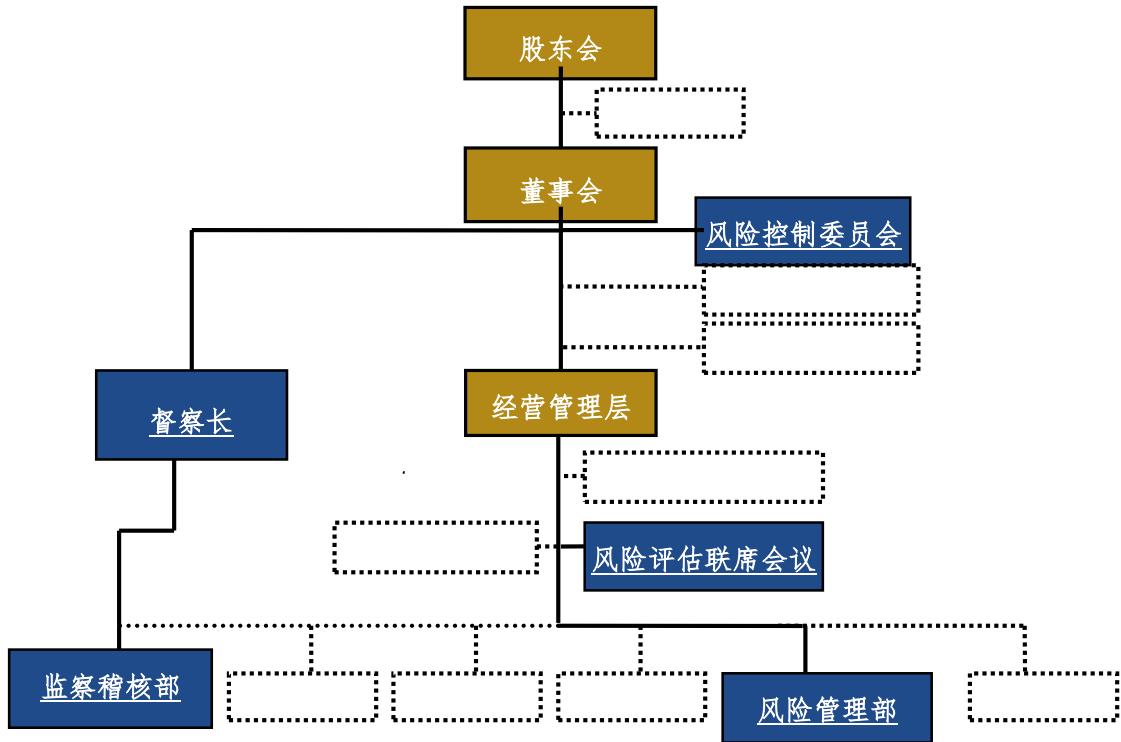 股东会
董事会
风险控制委员会
督察长
经营管理层
风险评估联席会议
监察稽核部
风险管理部